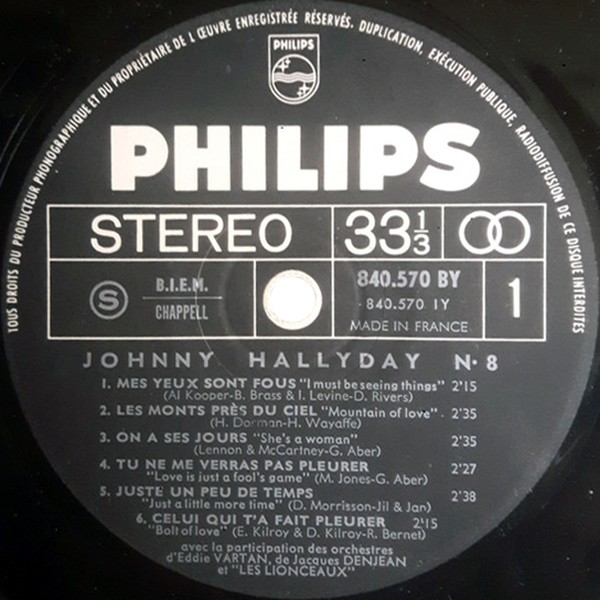 TOUS DROITS DU PRODUCTEUR PHONOGRAPHIQUE ET DU PROPRIÉTAIRE DE L'ŒUVRE ENREGISTRÉE RÉSERVÉS. DUPLICATION, EXÉCUTION PUBLIQUE, RADIODIFFUSION DE CE DISQUE INTERDITES
PHILIPS
PHILIPS
STEREO 33 1/3
S B.I.E.M. 840.570 BY 1
CHAPPELL 840.570 1Y
MADE IN FRANCE
JOHNNY HALLYDAY N·8
1. MES YEUX SONT FOUS "I must be seeing things" 2'15
(Al Kooper-B. Brass & I. Levine-D. Rivers)
2. LES MONTS PRÈS DU CIEL "Mountain of love" . 2'35
(H. Dorman-H. Wayaffe)
3. ON A SES JOURS "She's a woman" 2'35
(Lennon & McCartney-G. Aber)
4. TU NE ME VERRAS PAS PLEURER 2'27
"Love is just a fool's game" (M. Jones-G. Aber)
5. JUSTE UN PEU DE TEMPS 2'38
"Just a little more time" (D. Morrisson-Jil & Jan)
6. CELUI QUI T'A FAIT PLEURER 2'15
"Bolt of love" (E. Kilroy & D. Kilroy-R. Bernet)
avec la participation des orchestres
d'Eddie VARTAN, de Jacques DENJEAN
et "LES LIONCEAUX"